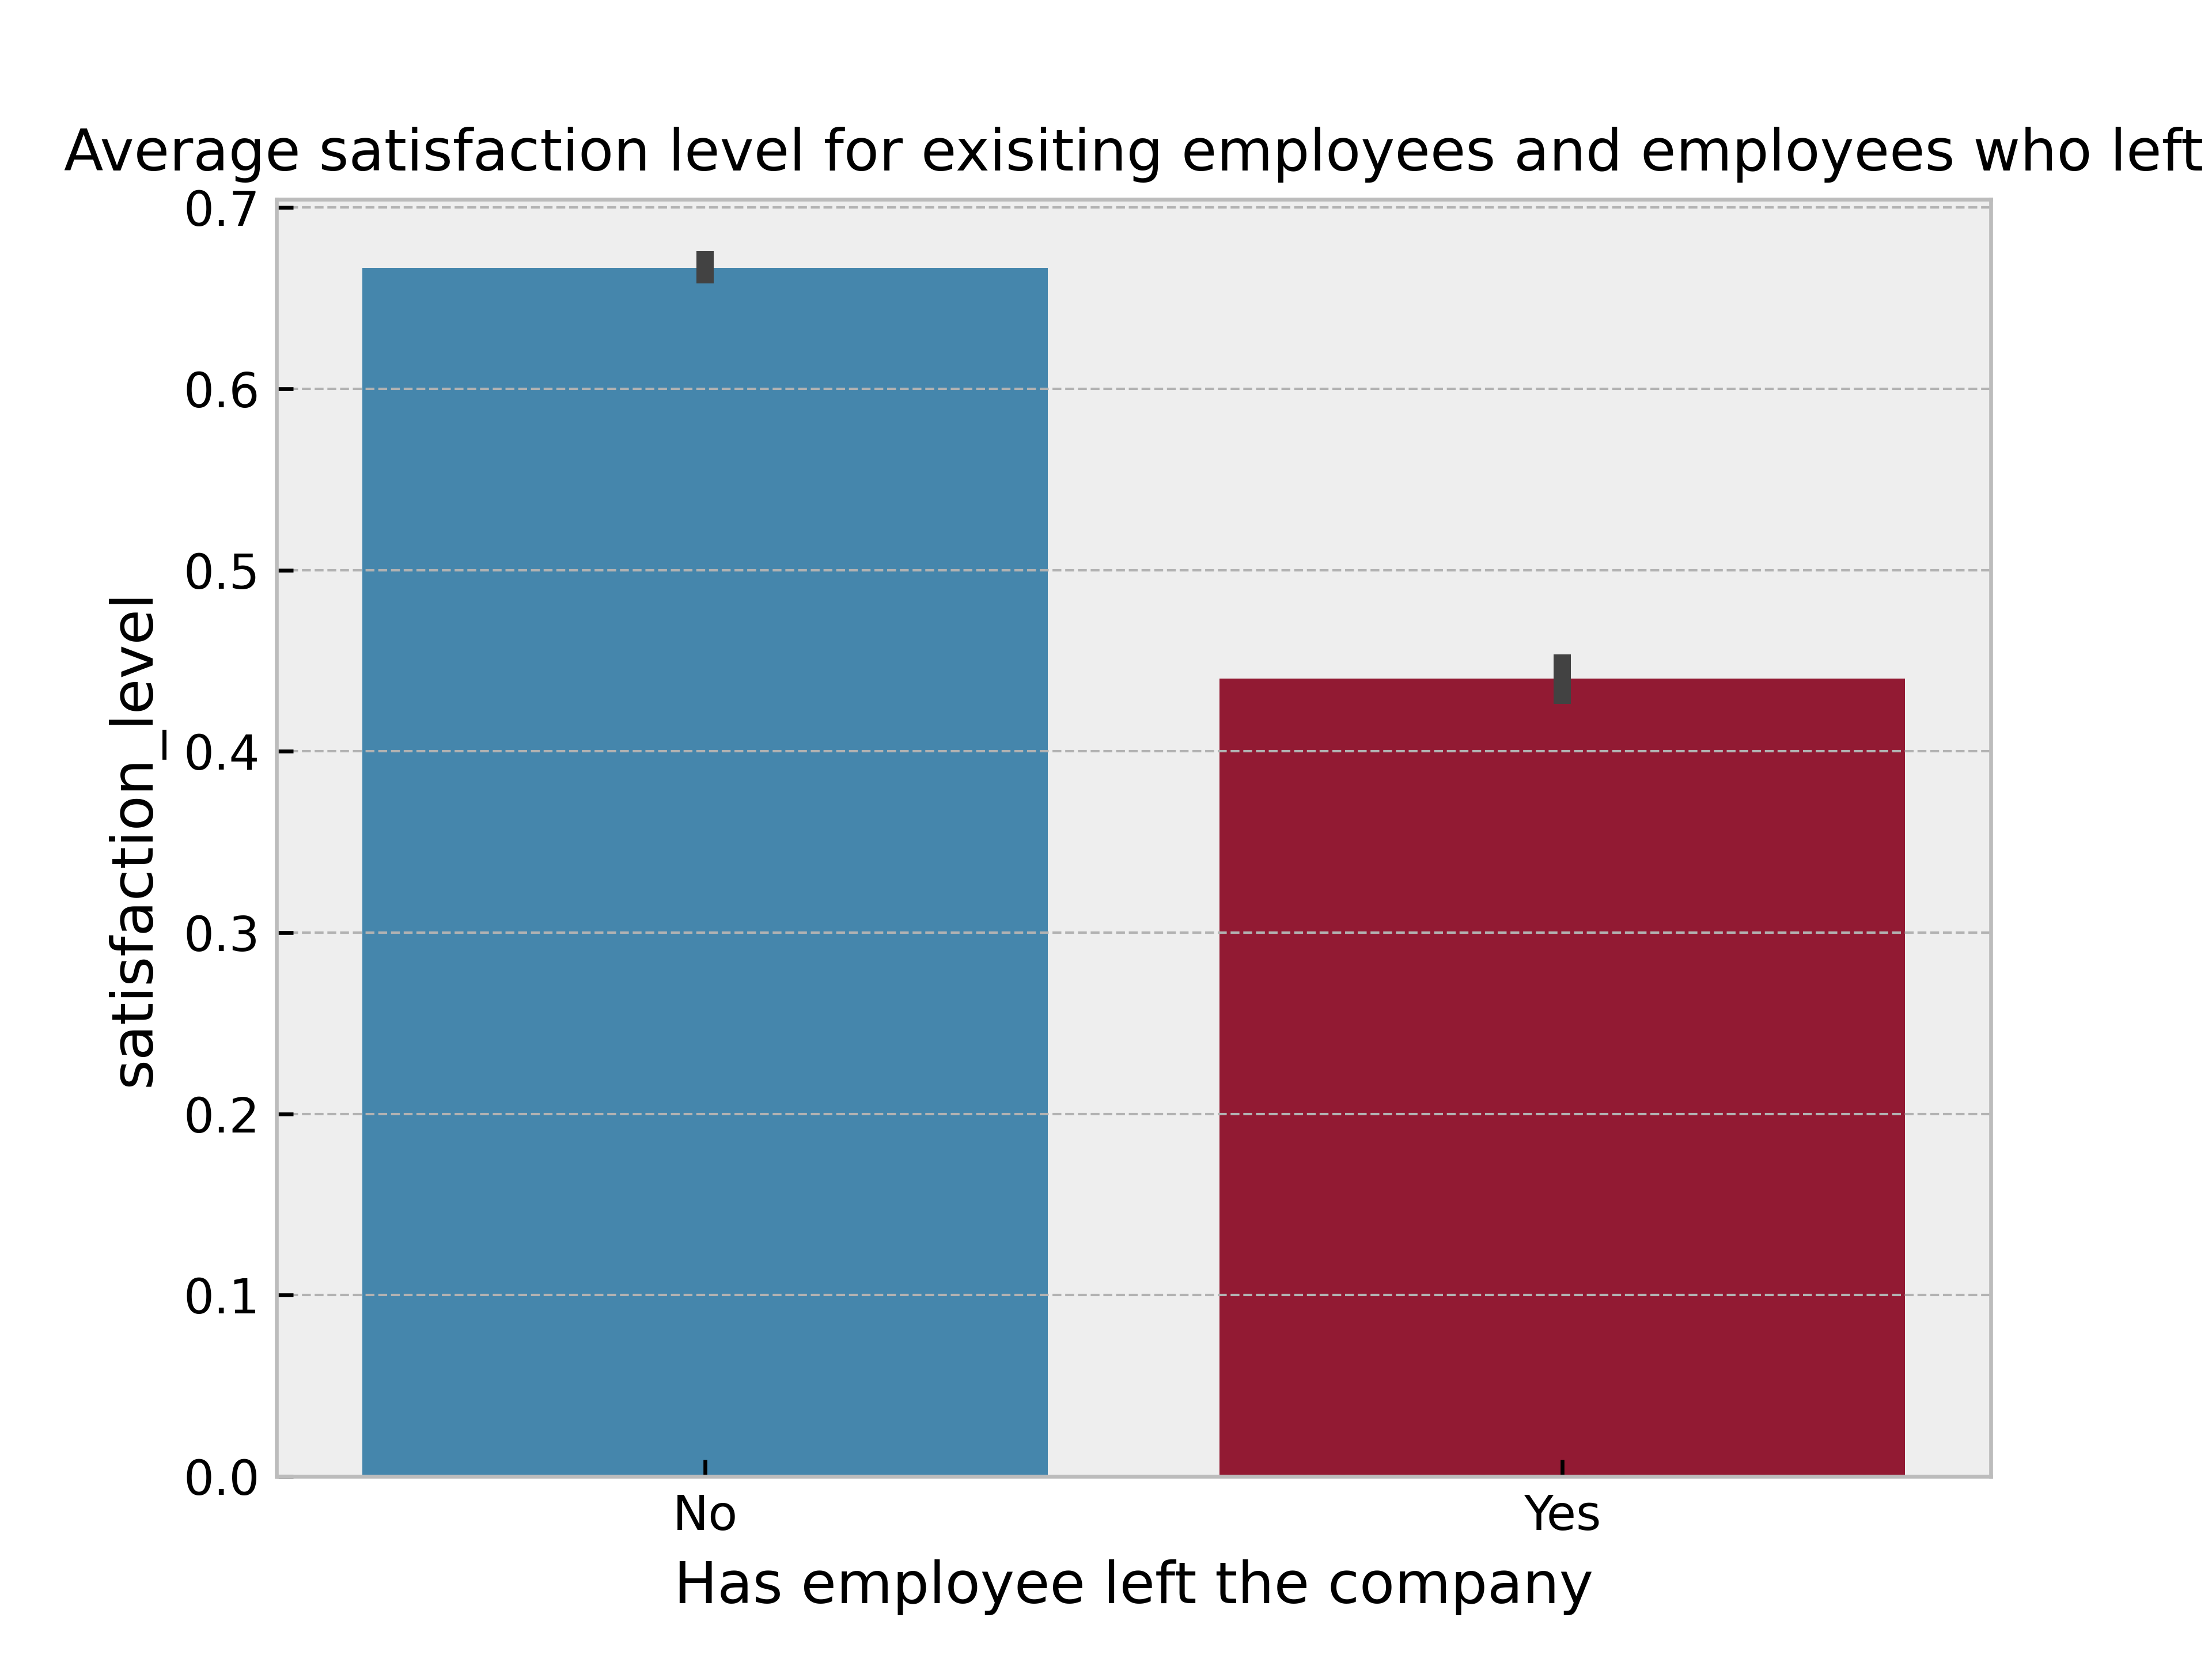 Average satisfaction level for exisiting employees and employees who left
0.7
0.6
0.5
0.4
0.3
0.2
0.1
0.0
satisfaction_level
No
Yes
Has employee left the company